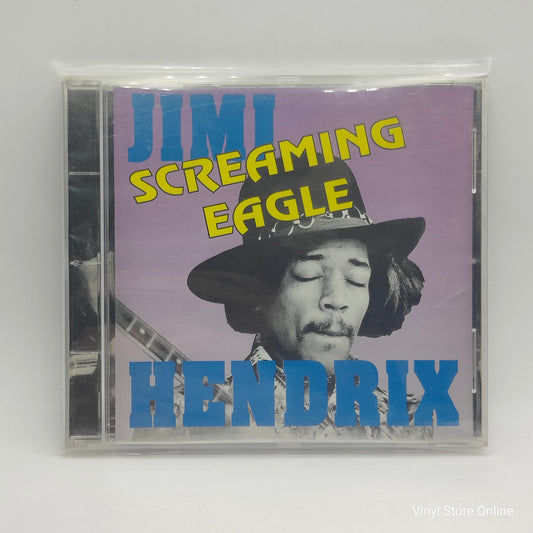 JIMI
SCREAMING
EAGLE
HENDRIX
Vinyl Store Online